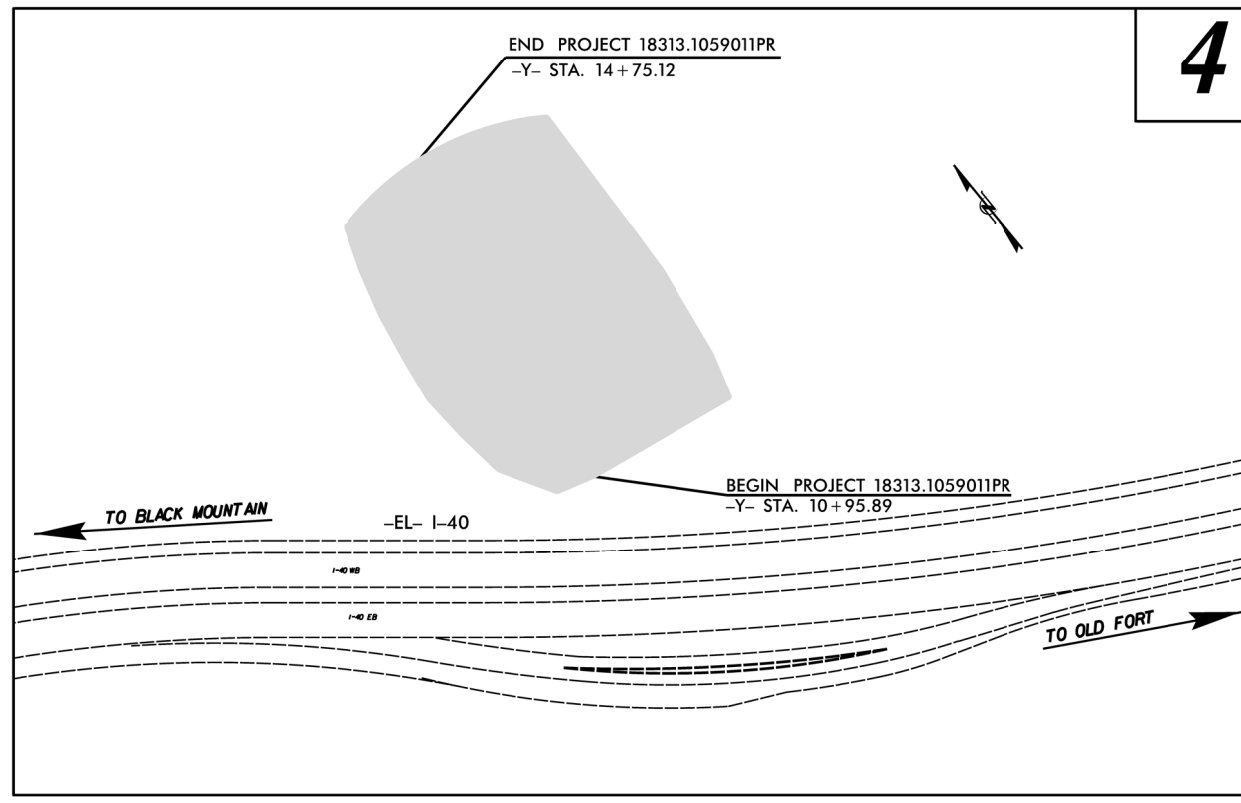 END PROJECT 18313.1059011PR
–Y– STA. 14+75.12
4
N
BEGIN PROJECT 18313.1059011PR
–Y– STA. 10+95.89
TO BLACK MOUNTAIN
–EL– I–40
I-40 WB
I-40 EB
TO OLD FORT